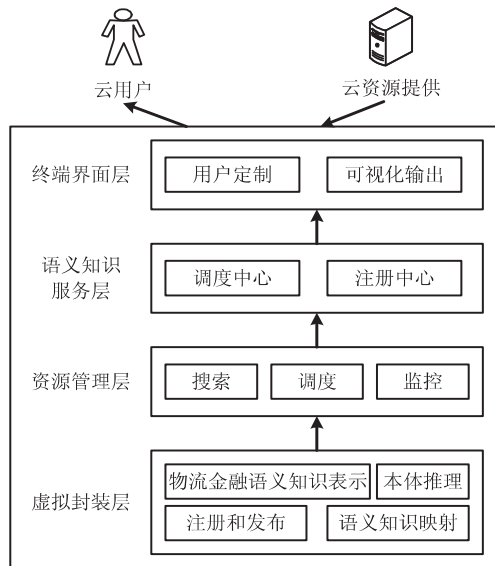 云用户
云资源提供
终端界面层
用户定制
可视化输出
语义知识
服务层
调度中心
注册中心
资源管理层
搜索
调度
监控
虚拟封装层
物流金融语义知识表示
本体推理
注册和发布
语义知识映射